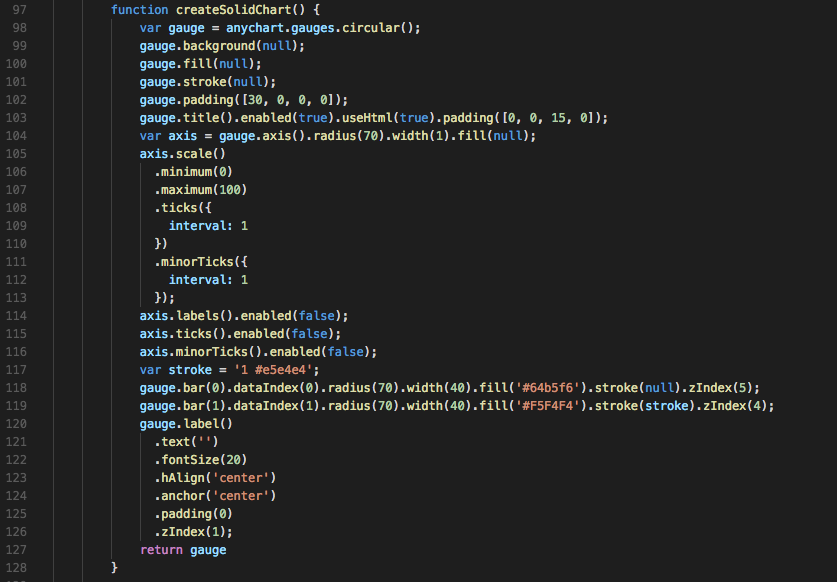 97 function createSolidChart() {
98 var gauge = anychart.gauges.circular();
99 gauge.background(null);
100 gauge.fill(null);
101 gauge.stroke(null);
102 gauge.padding([30, 0, 0, 0]);
103 gauge.title().enabled(true).useHtml(true).padding([0, 0, 15, 0]);
104 var axis = gauge.axis().radius(70).width(1).fill(null);
105 axis.scale()
106 .minimum(0)
107 .maximum(100)
108 .ticks({
109 interval: 1
110 })
111 .minorTicks({
112 interval: 1
113 });
114 axis.labels().enabled(false);
115 axis.ticks().enabled(false);
116 axis.minorTicks().enabled(false);
117 var stroke = '1 #e5e4e4';
118 gauge.bar(0).dataIndex(0).radius(70).width(40).fill('#64b5f6').stroke(null).zIndex(5);
119 gauge.bar(1).dataIndex(1).radius(70).width(40).fill('#F5F4F4').stroke(stroke).zIndex(4);
120 gauge.label()
121 .text('')
122 .fontSize(20)
123 .hAlign('center')
124 .anchor('center')
125 .padding(0)
126 .zIndex(1);
127 return gauge
128 }